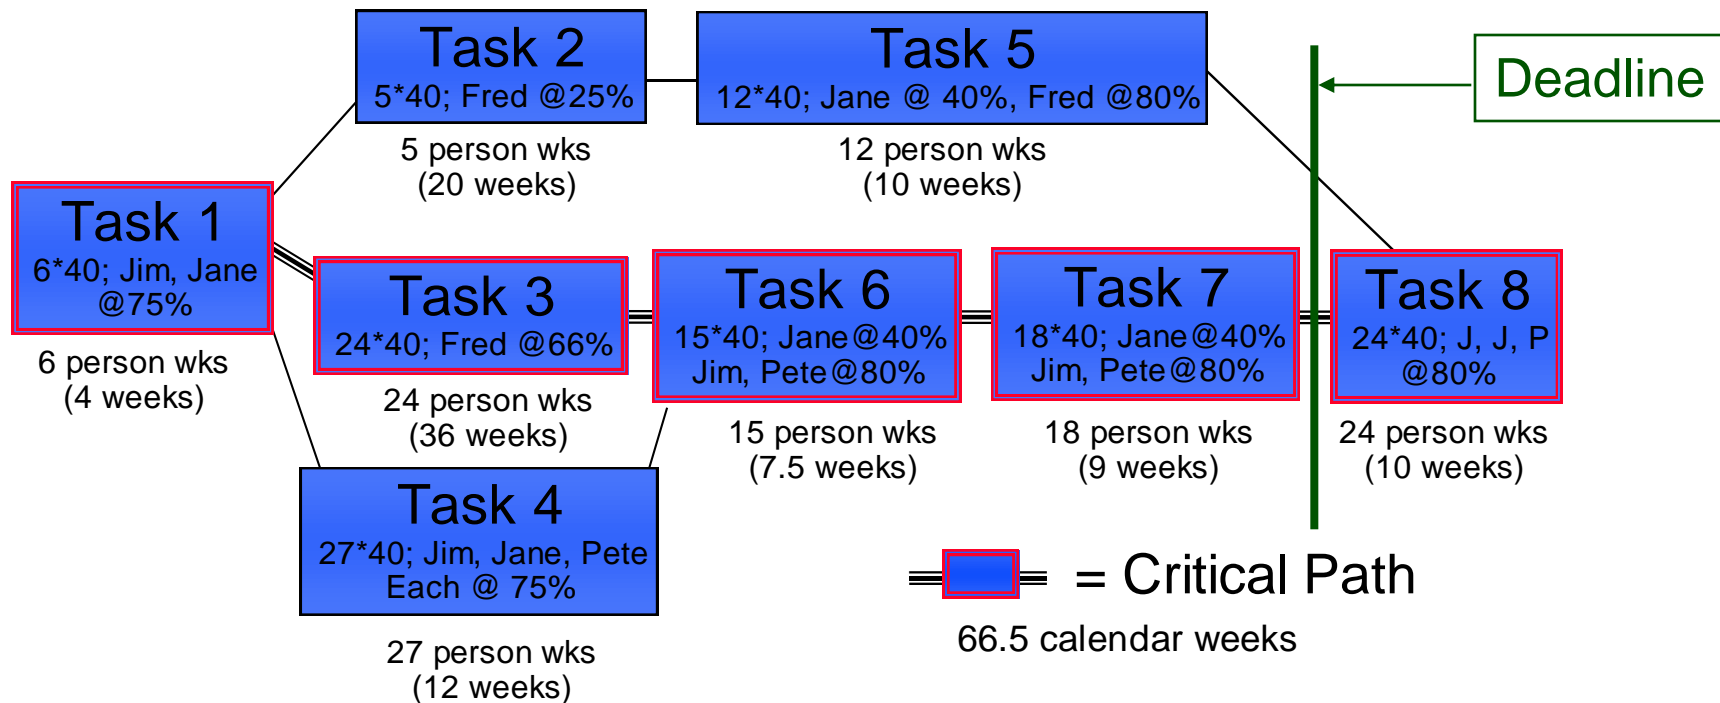 Task 2
5*40; Fred @25%
5 person wks
(20 weeks)
Task 5
12*40; Jane @ 40%, Fred @80%
12 person wks
(10 weeks)
Deadline
Task 1
6*40; Jim, Jane
@75%
6 person wks
(4 weeks)
Task 3
24*40; Fred @66%
24 person wks
(36 weeks)
Task 6
15*40; Jane@40%
Jim, Pete@80%
15 person wks
(7.5 weeks)
Task 7
18*40; Jane@40%
Jim, Pete@80%
18 person wks
(9 weeks)
Task 8
24*40; J, J, P
@80%
24 person wks
(10 weeks)
Task 4
27*40; Jim, Jane, Pete
Each @ 75%
27 person wks
(12 weeks)
= Critical Path
66.5 calendar weeks